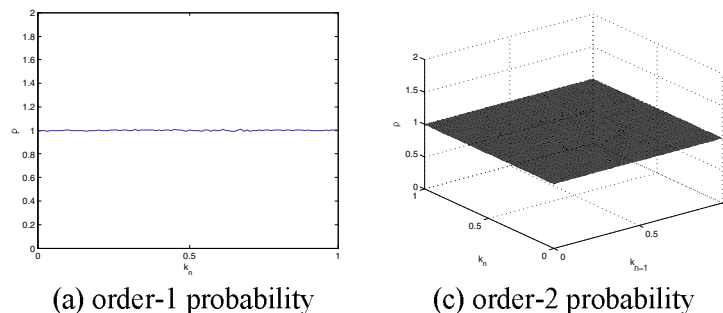 2
1.8
1.6
1.4
1.2
1
0.8
0.6
0.4
0.2
0
ρ
0 0.5 1
k_n
(a) order-1 probability
2
1.5
1
0.5
0
ρ
1
0.5
0
k_n
0
0.5
1
k_{n−1}
(c) order-2 probability